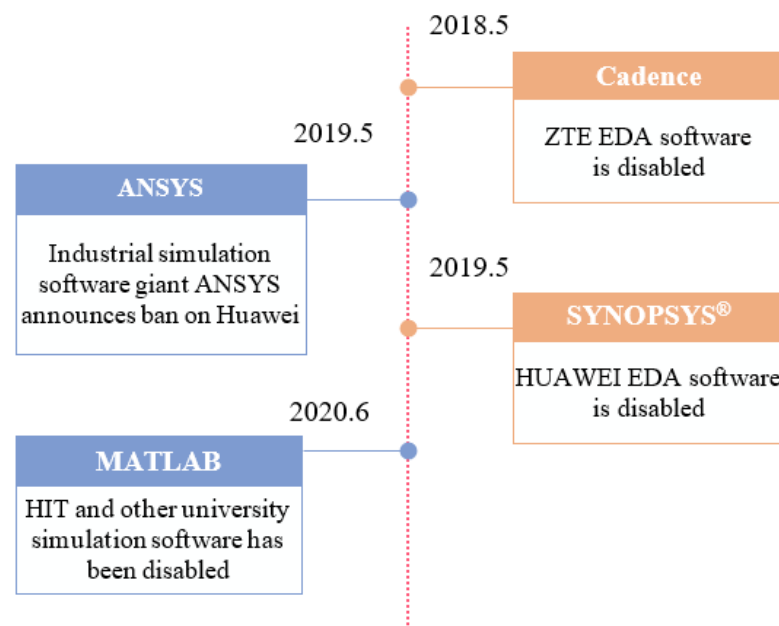 2018.5
Cadence
ZTE EDA software
is disabled
2019.5
ANSYS
Industrial simulation
software giant ANSYS
announces ban on Huawei
2019.5
SYNOPSYS®
HUAWEI EDA software
is disabled
2020.6
MATLAB
HIT and other university
simulation software has
been disabled